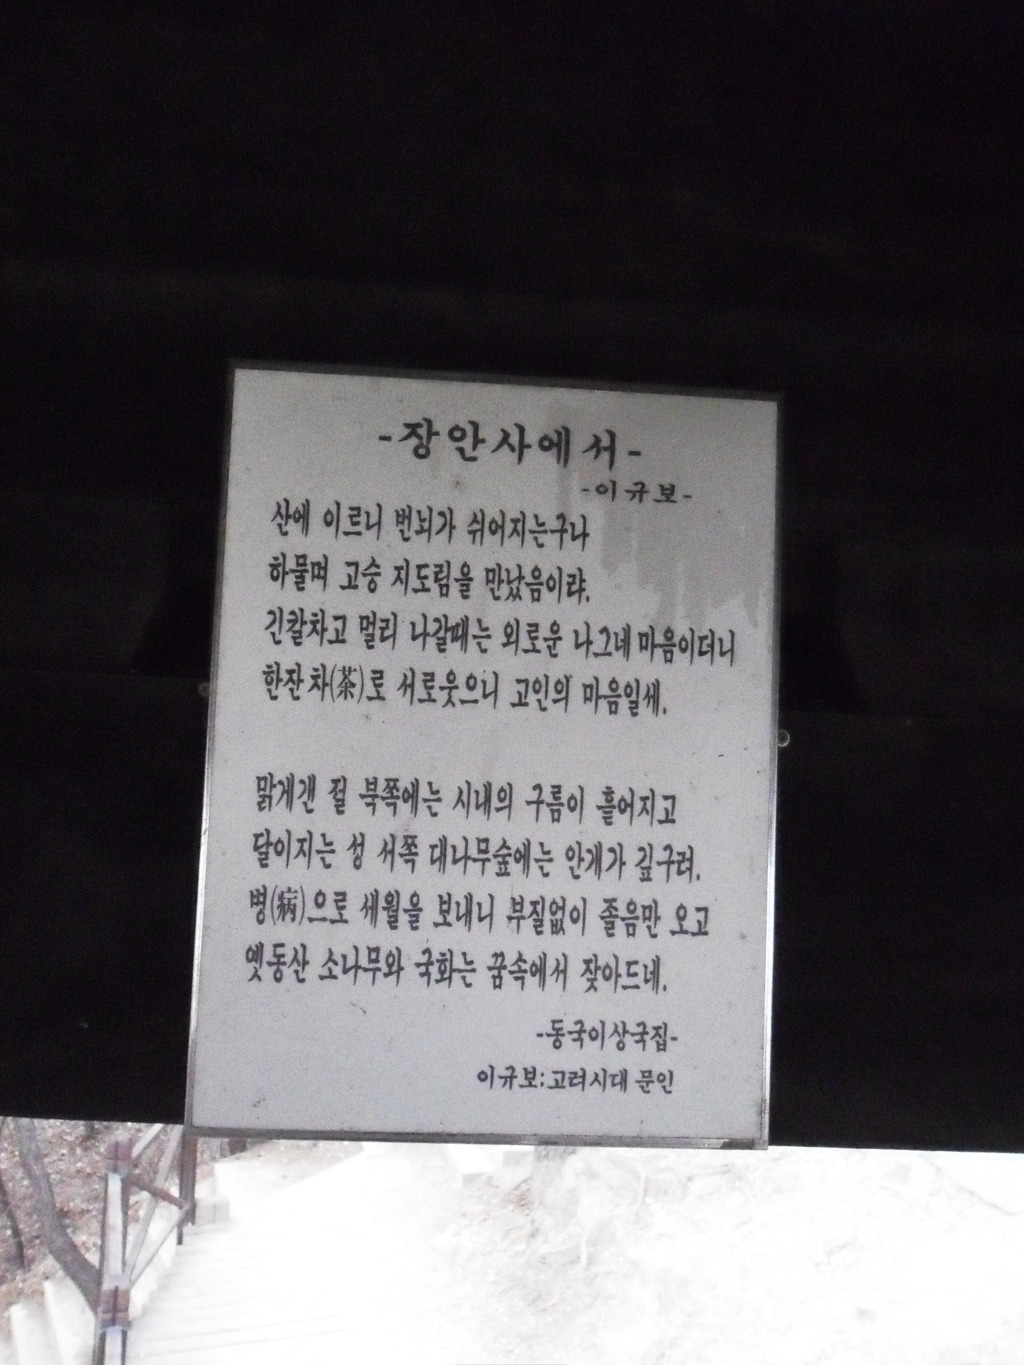 -장안사에서-
-이규보-
산에 이르니 번뇌가 쉬어지는구나
하물며 고승 지도림을 만났음이랴.
긴칼차고 멀리 나갈때는 외로운 나그네 마음이더니
한잔 차(茶)로 서로웃으니 고인의 마음일세.
맑게갠 절 북쪽에는 시내의 구름이 흩어지고
달이지는 성 서쪽 대나무숲에는 안개가 깊구려.
병(病)으로 세월을 보내니 부질없이 졸음만 오고
옛동산 소나무와 국화는 꿈속에서 잦아드네.
-동국이상국집-
이규보:고려시대 문인